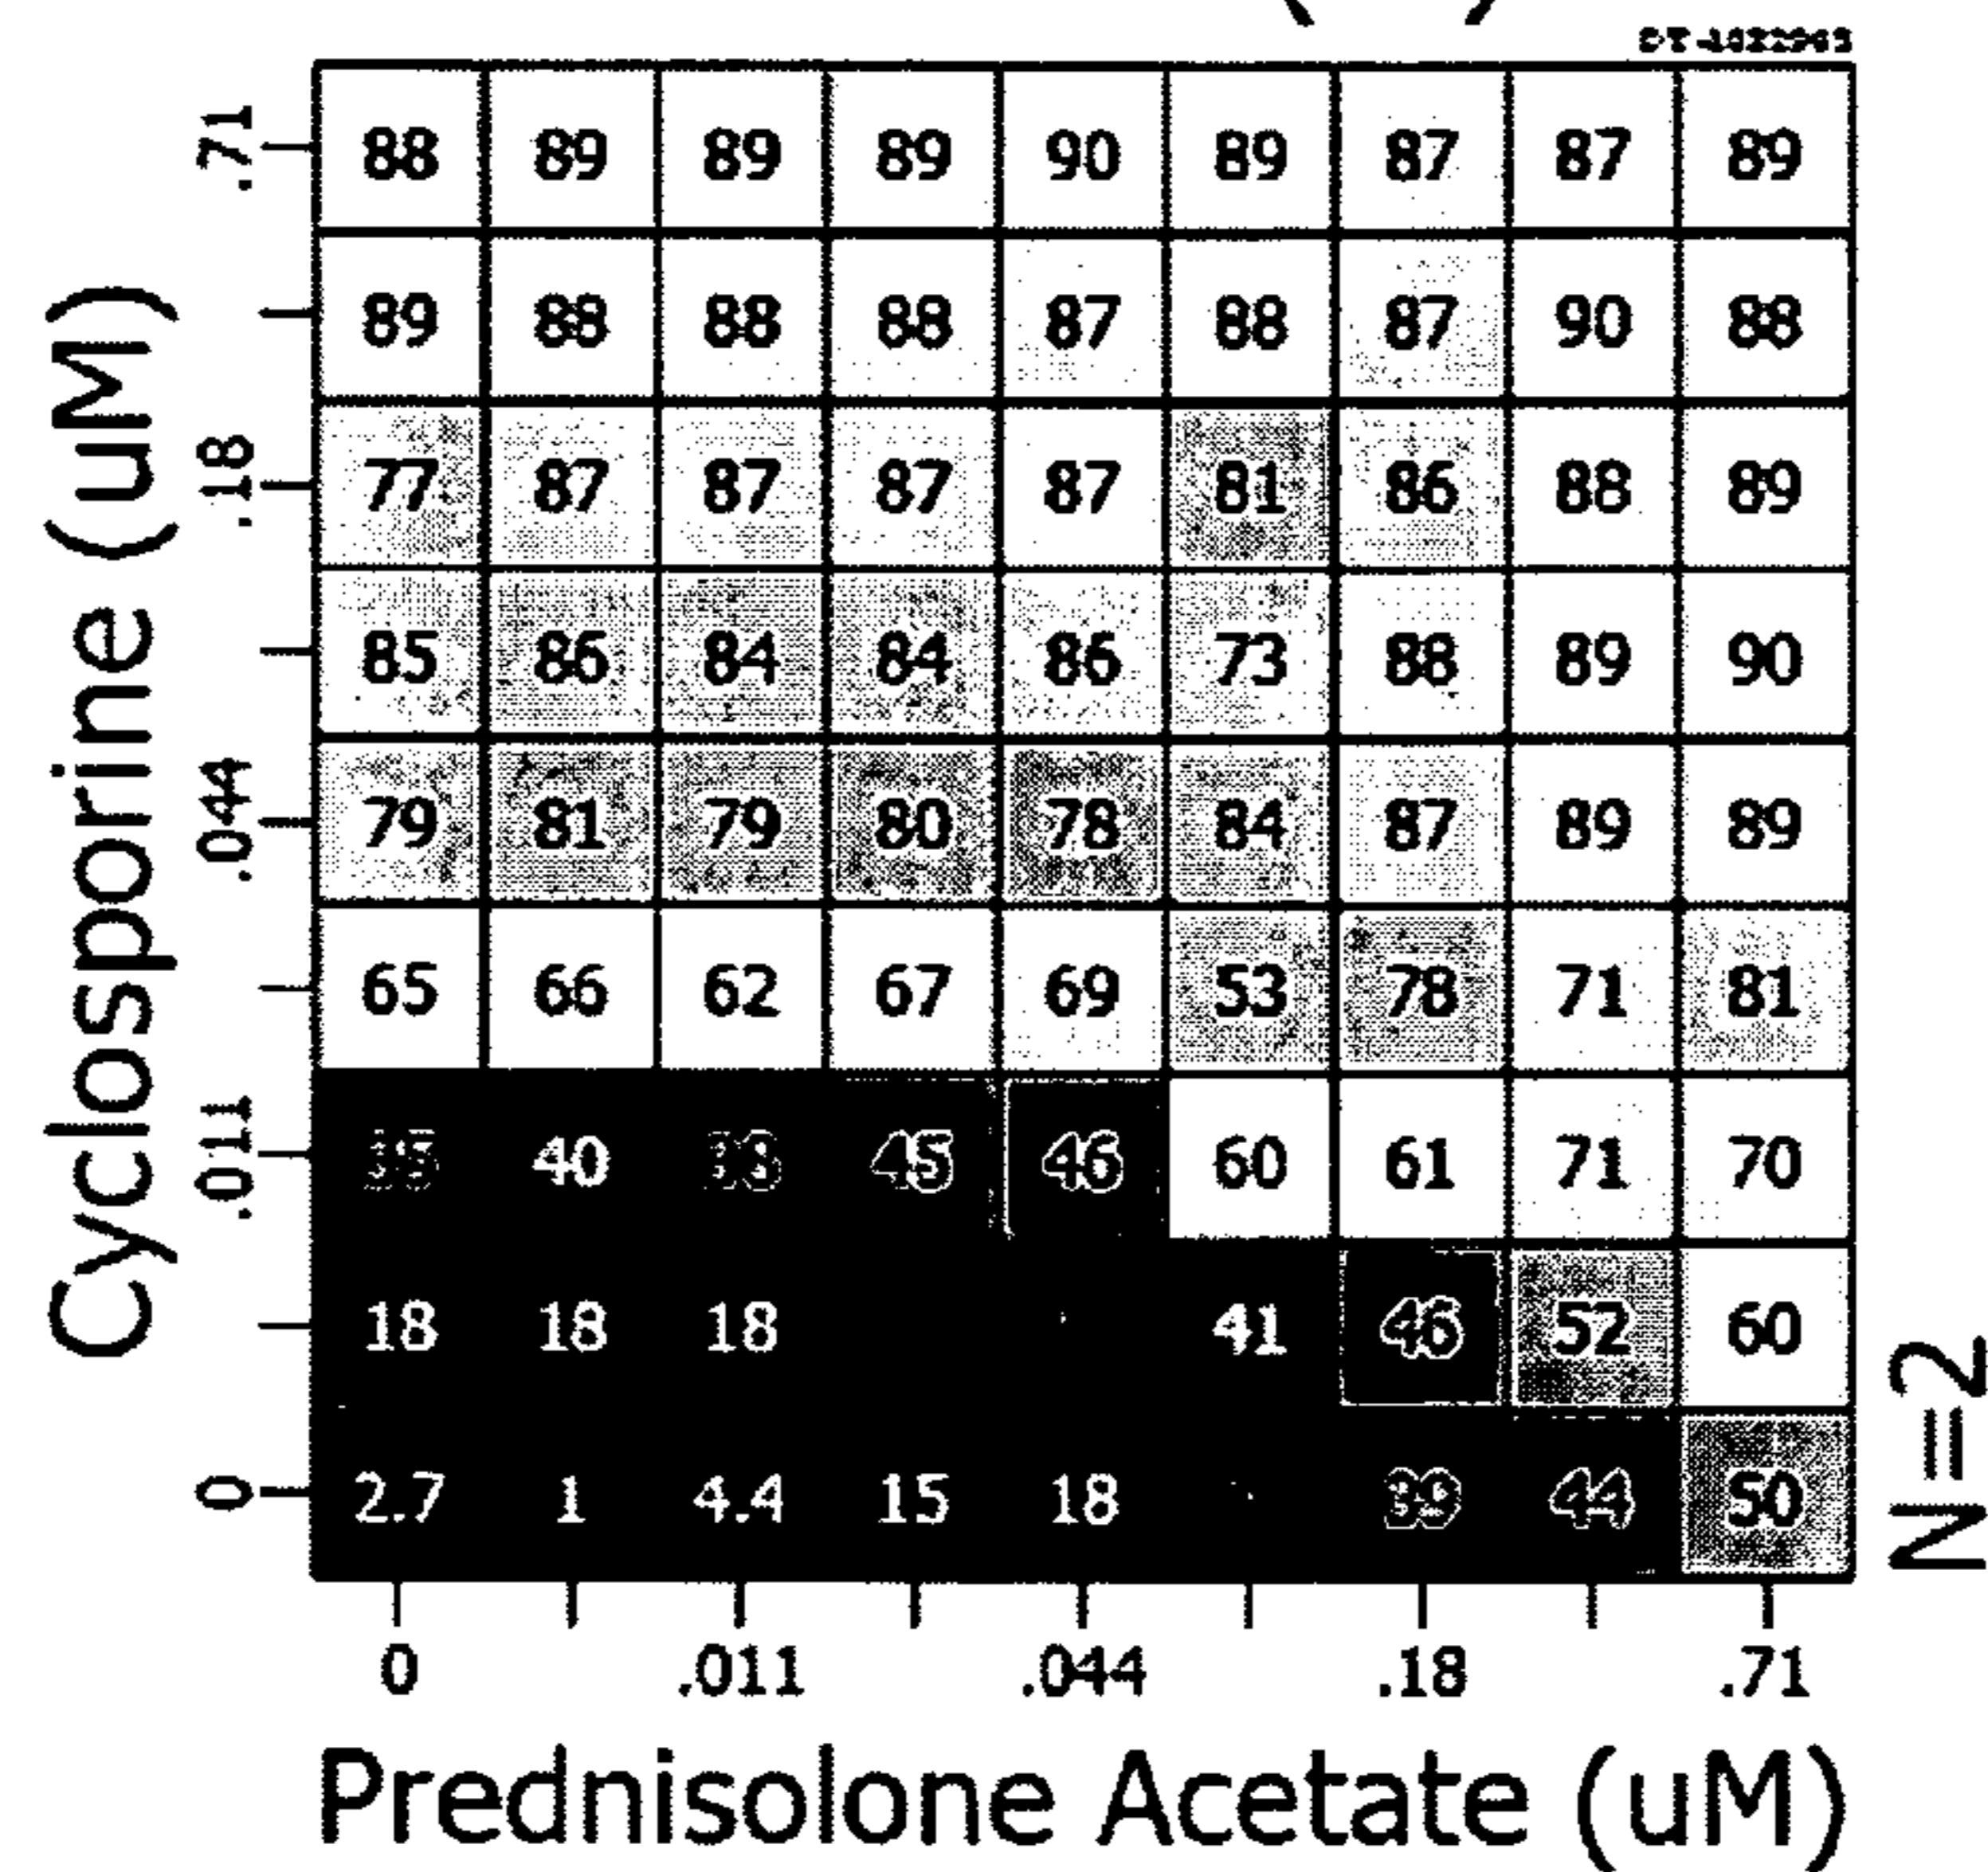 .71 88 89 89 89 90 89 87 87 89
89 88 88 88 87 88 87 90 88
.18 77 87 87 87 87 81 86 88 89
85 86 84 84 86 73 88 89 90
.044 79 81 79 80 78 84 87 89 89
65 66 62 67 69 53 78 71 81
.011 35 40 38 45 46 60 61 71 70
18 18 18 41 46 52 60
0 2.7 1 4.4 15 18 39 44 50
0 .011 .044 .18 .71
Prednisolone Acetate (uM)
Cyclosporine (uM)
N=2